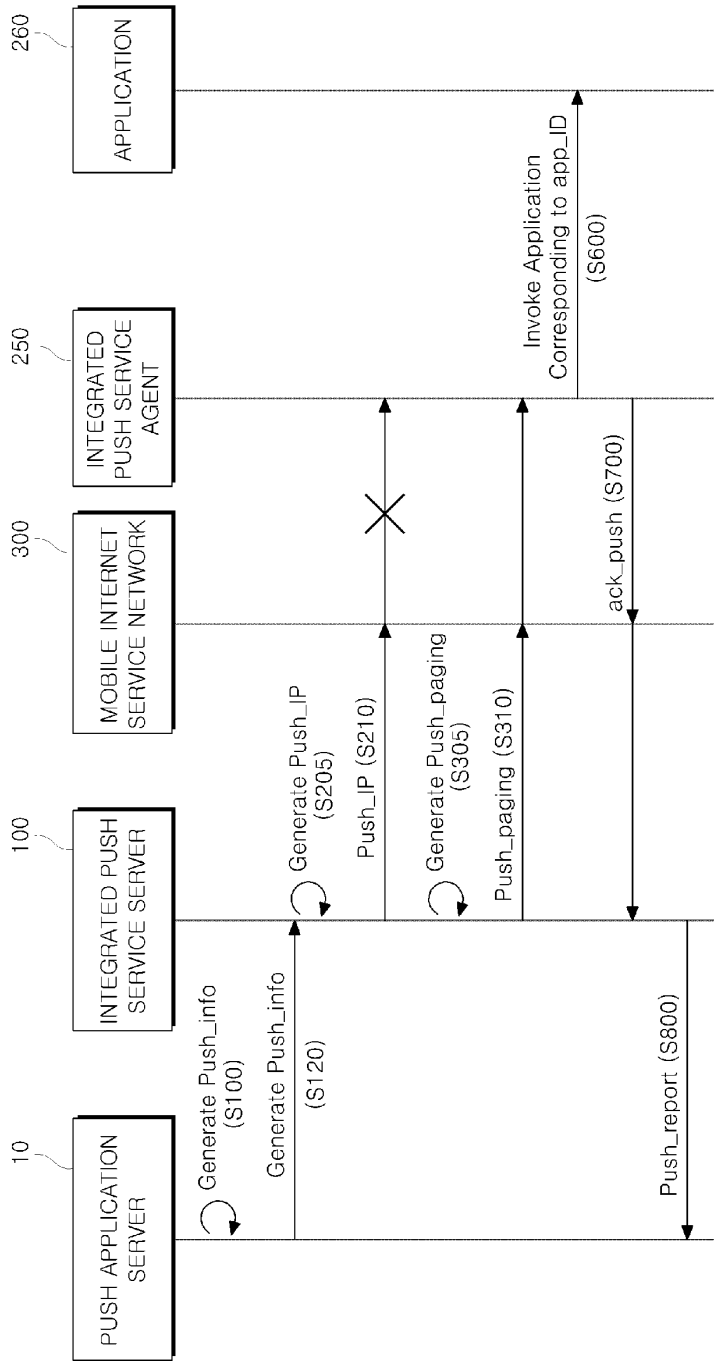 10
PUSH APPLICATION
SERVER
100
INTEGRATED PUSH
SERVICE SERVER
300
MOBILE INTERNET
SERVICE NETWORK
250
INTEGRATED
PUSH SERVICE
AGENT
260
APPLICATION
Generate Push_info
(S100)
Generate Push_info
(S120)
Generate Push_IP
(S205)
Push_IP (S210)
Generate Push_paging
(S305)
Push_paging (S310)
Invoke Application
Corresponding to app_ID
(S600)
ack_push (S700)
Push_report (S800)